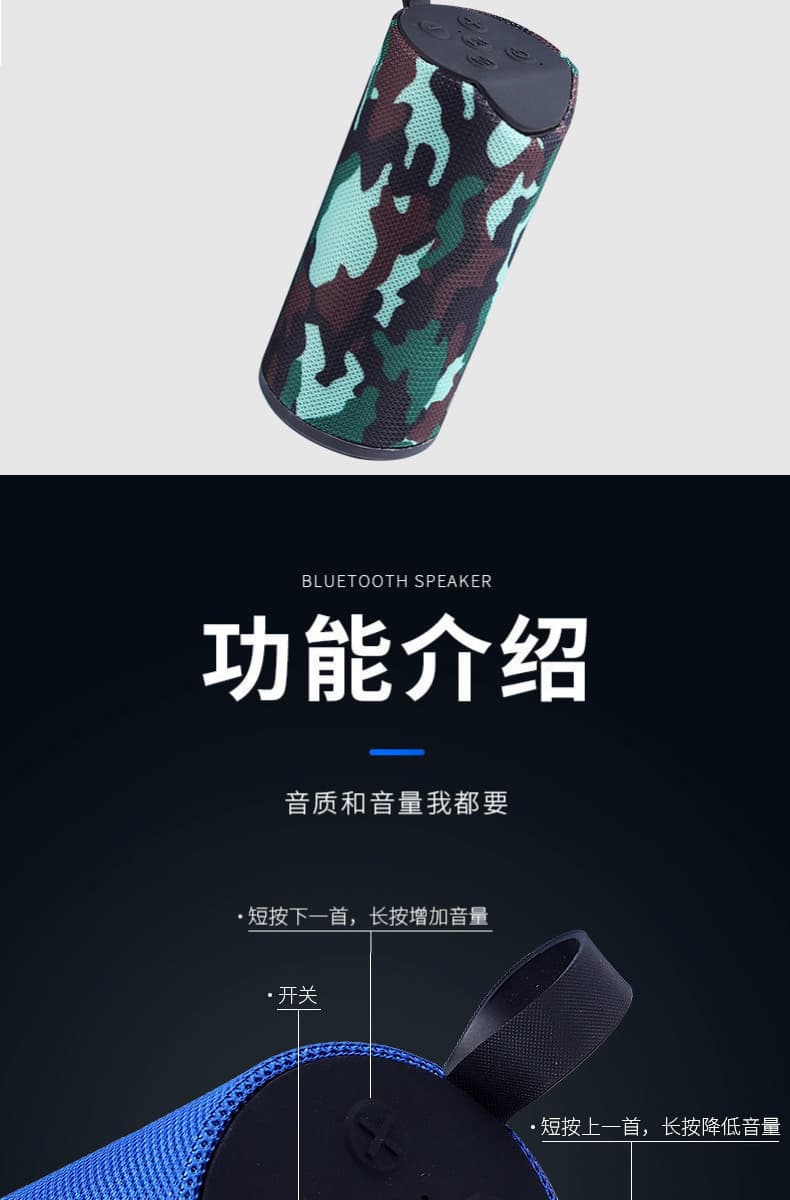 BLUETOOTH SPEAKER
功能介绍
音质和音量我都要
·短按下一首，长按增加音量
·开关
·短按上一首，长按降低音量